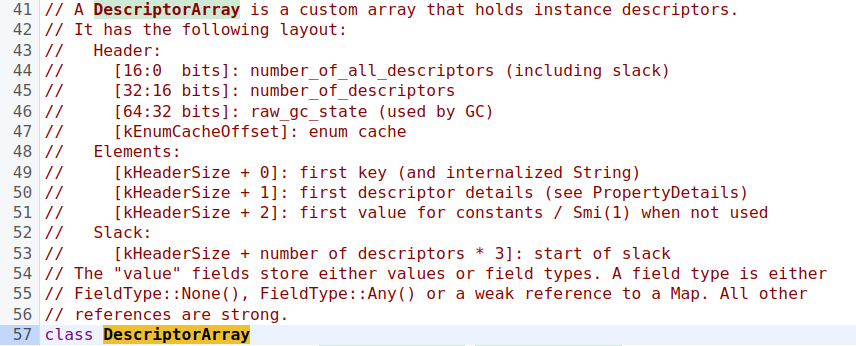 41 // A DescriptorArray is a custom array that holds instance descriptors.
42 // It has the following layout:
43 //   Header:
44 //     [16:0  bits]: number_of_all_descriptors (including slack)
45 //     [32:16 bits]: number_of_descriptors
46 //     [64:32 bits]: raw_gc_state (used by GC)
47 //     [kEnumCacheOffset]: enum cache
48 //   Elements:
49 //     [kHeaderSize + 0]: first key (and internalized String)
50 //     [kHeaderSize + 1]: first descriptor details (see PropertyDetails)
51 //     [kHeaderSize + 2]: first value for constants / Smi(1) when not used
52 //   Slack:
53 //     [kHeaderSize + number of descriptors * 3]: start of slack
54 // The "value" fields store either values or field types. A field type is either
55 // FieldType::None(), FieldType::Any() or a weak reference to a Map. All other
56 // references are strong.
57 class DescriptorArray